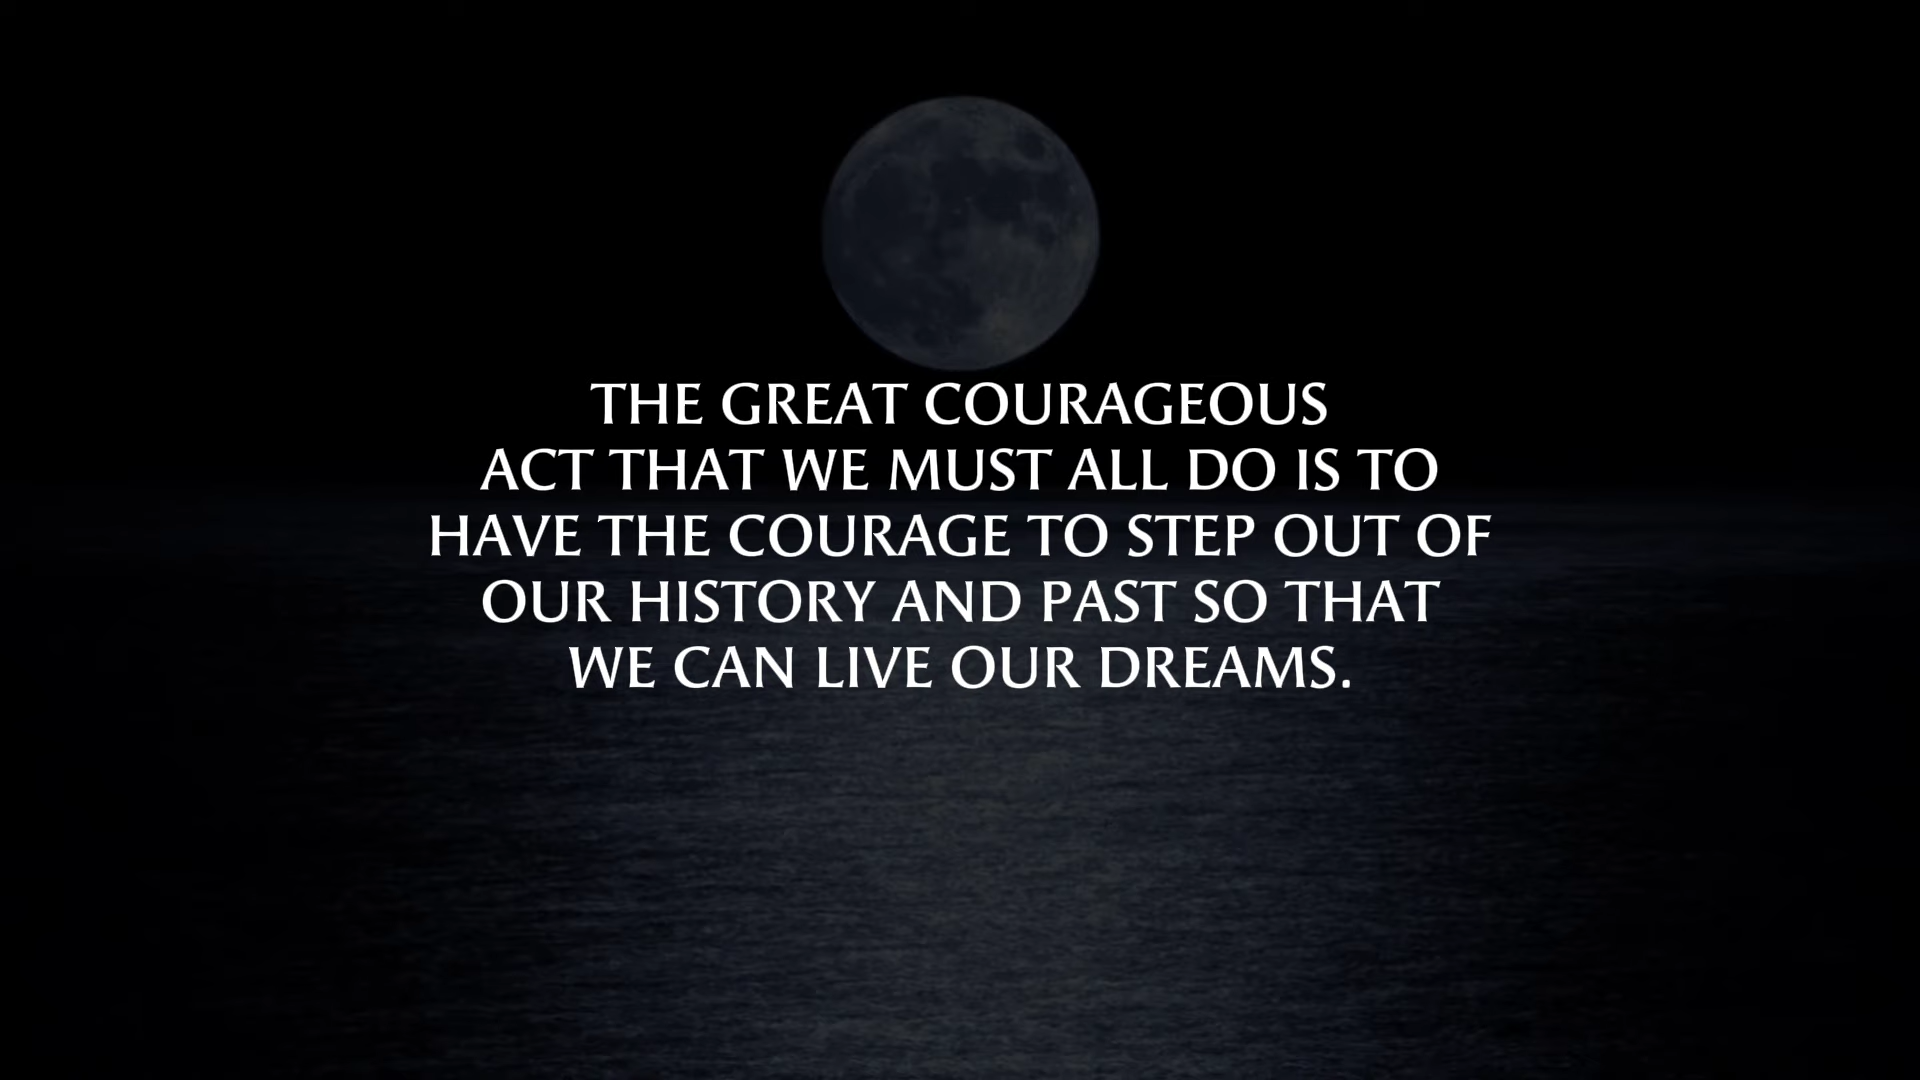 THE GREAT COURAGEOUS
ACT THAT WE MUST ALL DO IS TO
HAVE THE COURAGE TO STEP OUT OF
OUR HISTORY AND PAST SO THAT
WE CAN LIVE OUR DREAMS.